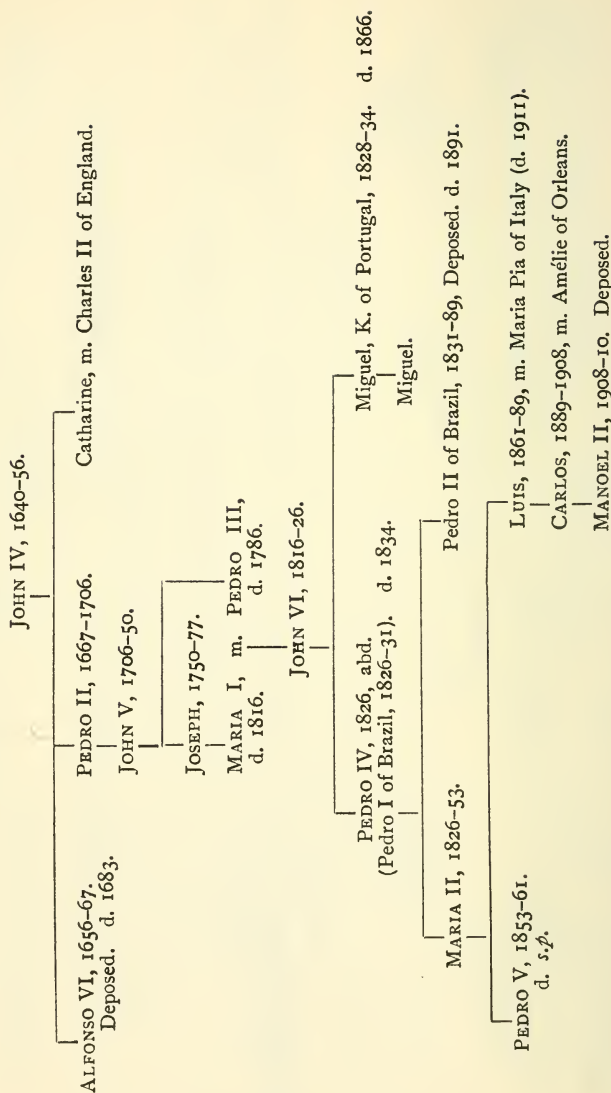 JOHN IV, 1640–56.
ALFONSO VI, 1656–67.
Deposed. d. 1683.
PEDRO II, 1667–1706.
Catharine, m. Charles II of England.
JOHN V, 1706–50.
JOSEPH, 1750–77.
MARIA I, m. PEDRO III,
d. 1816. d. 1786.
JOHN VI, 1816–26.
PEDRO IV, 1826, abd.
(Pedro I of Brazil, 1826–31). d. 1834.
Miguel, K. of Portugal, 1828–34. d. 1866.
Miguel.
MARIA II, 1826–53.
Pedro II of Brazil, 1831–89, Deposed. d. 1891.
PEDRO V, 1853–61.
d. s.p.
LUIS, 1861–89, m. Maria Pia of Italy (d. 1911).
CARLOS, 1889–1908, m. Amélie of Orleans.
MANOEL II, 1908–10. Deposed.